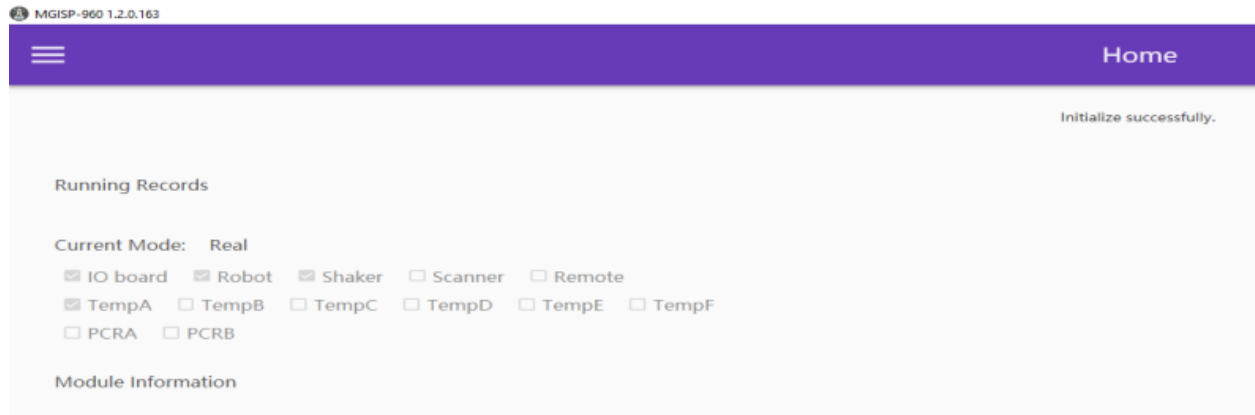 MGISP-960 1.2.0.163
Home
Initialize successfully.
Running Records
Current Mode: Real
IO board Robot Shaker Scanner Remote
TempA TempB TempC TempD TempE TempF
PCRA PCRB
Module Information